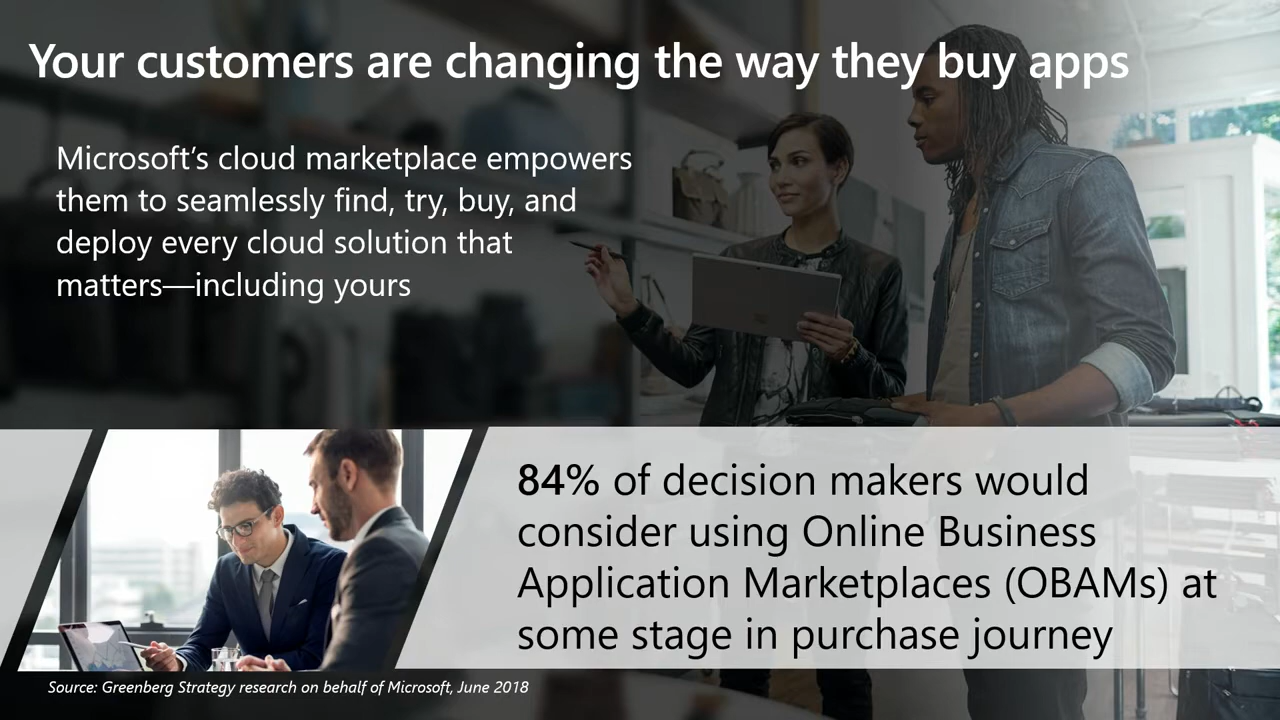 Your customers are changing the way they buy apps
Microsoft’s cloud marketplace empowers
them to seamlessly find, try, buy, and
deploy every cloud solution that
matters—including yours
84% of decision makers would
consider using Online Business
Application Marketplaces (OBAMs) at
some stage in purchase journey
Source: Greenberg Strategy research on behalf of Microsoft, June 2018